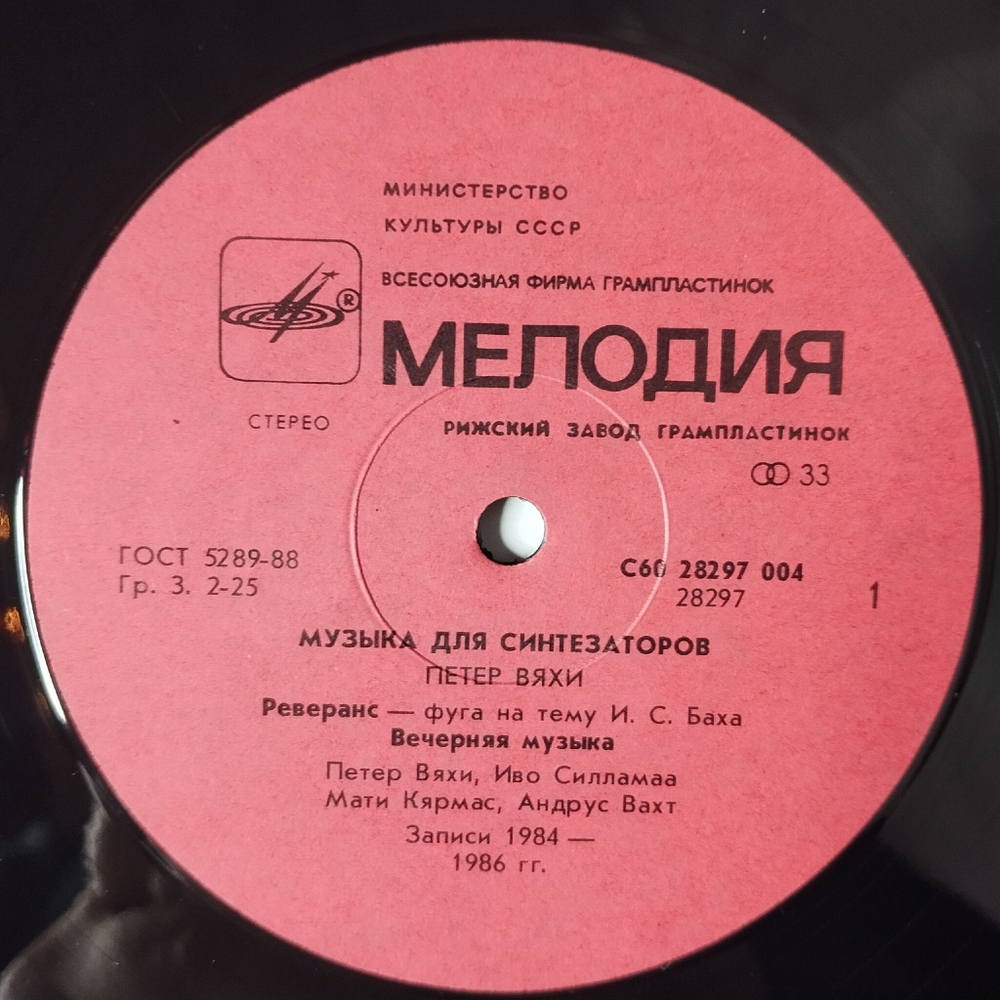 МИНИСТЕРСТВО
КУЛЬТУРЫ СССР
ВСЕСОЮЗНАЯ ФИРМА ГРАМПЛАСТИНОК
®
МЕЛОДИЯ
СТЕРЕО
РИЖСКИЙ ЗАВОД ГРАМПЛАСТИНОК
33
ГОСТ 5289-88
Гр. 3. 2-25
С60 28297 004
28297
1
МУЗЫКА ДЛЯ СИНТЕЗАТОРОВ
ПЕТЕР ВЯХИ
Реверанс — фуга на тему И. С. Баха
Вечерняя музыка
Петер Вяхи, Иво Силламаа
Мати Кярмас, Андрус Вахт
Записи 1984 —
1986 гг.